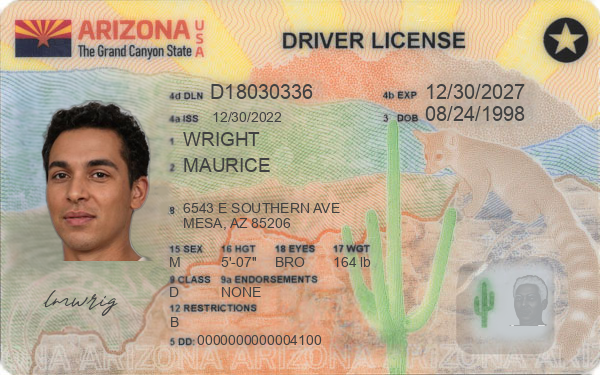 ARIZONA USA
The Grand Canyon State
DRIVER LICENSE
4d DLN D18030336
4b EXP 12/30/2027
4a ISS 12/30/2022
3 DOB 08/24/1998
1 WRIGHT
2 MAURICE
8 6543 E SOUTHERN AVE
MESA, AZ 85206
15 SEX 16 HGT 18 EYES 17 WGT
M 5'-07" BRO 164 lb
9 CLASS 9a ENDORSEMENTS
D NONE
12 RESTRICTIONS
B
5 DD: 0000000000004100
lmwrig
ARIZONA ARIZONA ARIZONA ARIZONA